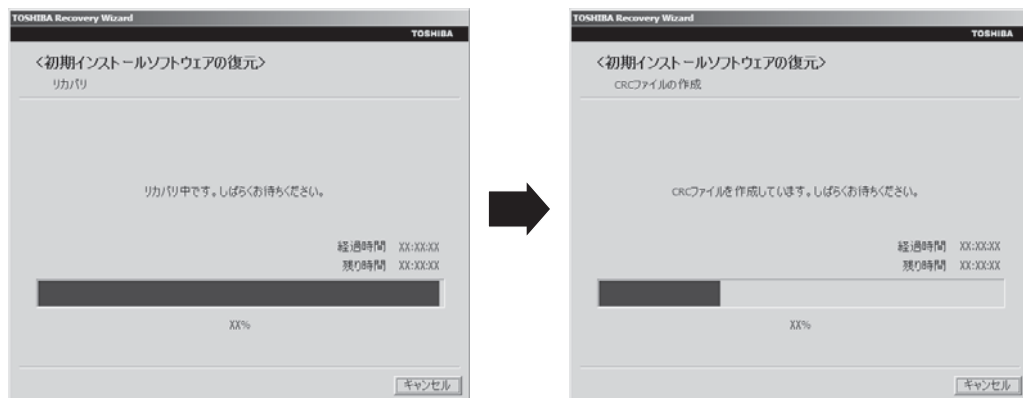 TOSHIBA Recovery Wizard
TOSHIBA
<初期インストールソフトウェアの復元>
リカバリ
リカバリ中です。しばらくお待ちください。
経過時間 XX:XX:XX
残り時間 XX:XX:XX
XX%
キャンセル
TOSHIBA Recovery Wizard
TOSHIBA
<初期インストールソフトウェアの復元>
CRCファイルの作成
CRCファイルを作成しています。しばらくお待ちください。
経過時間 XX:XX:XX
残り時間 XX:XX:XX
XX%
キャンセル